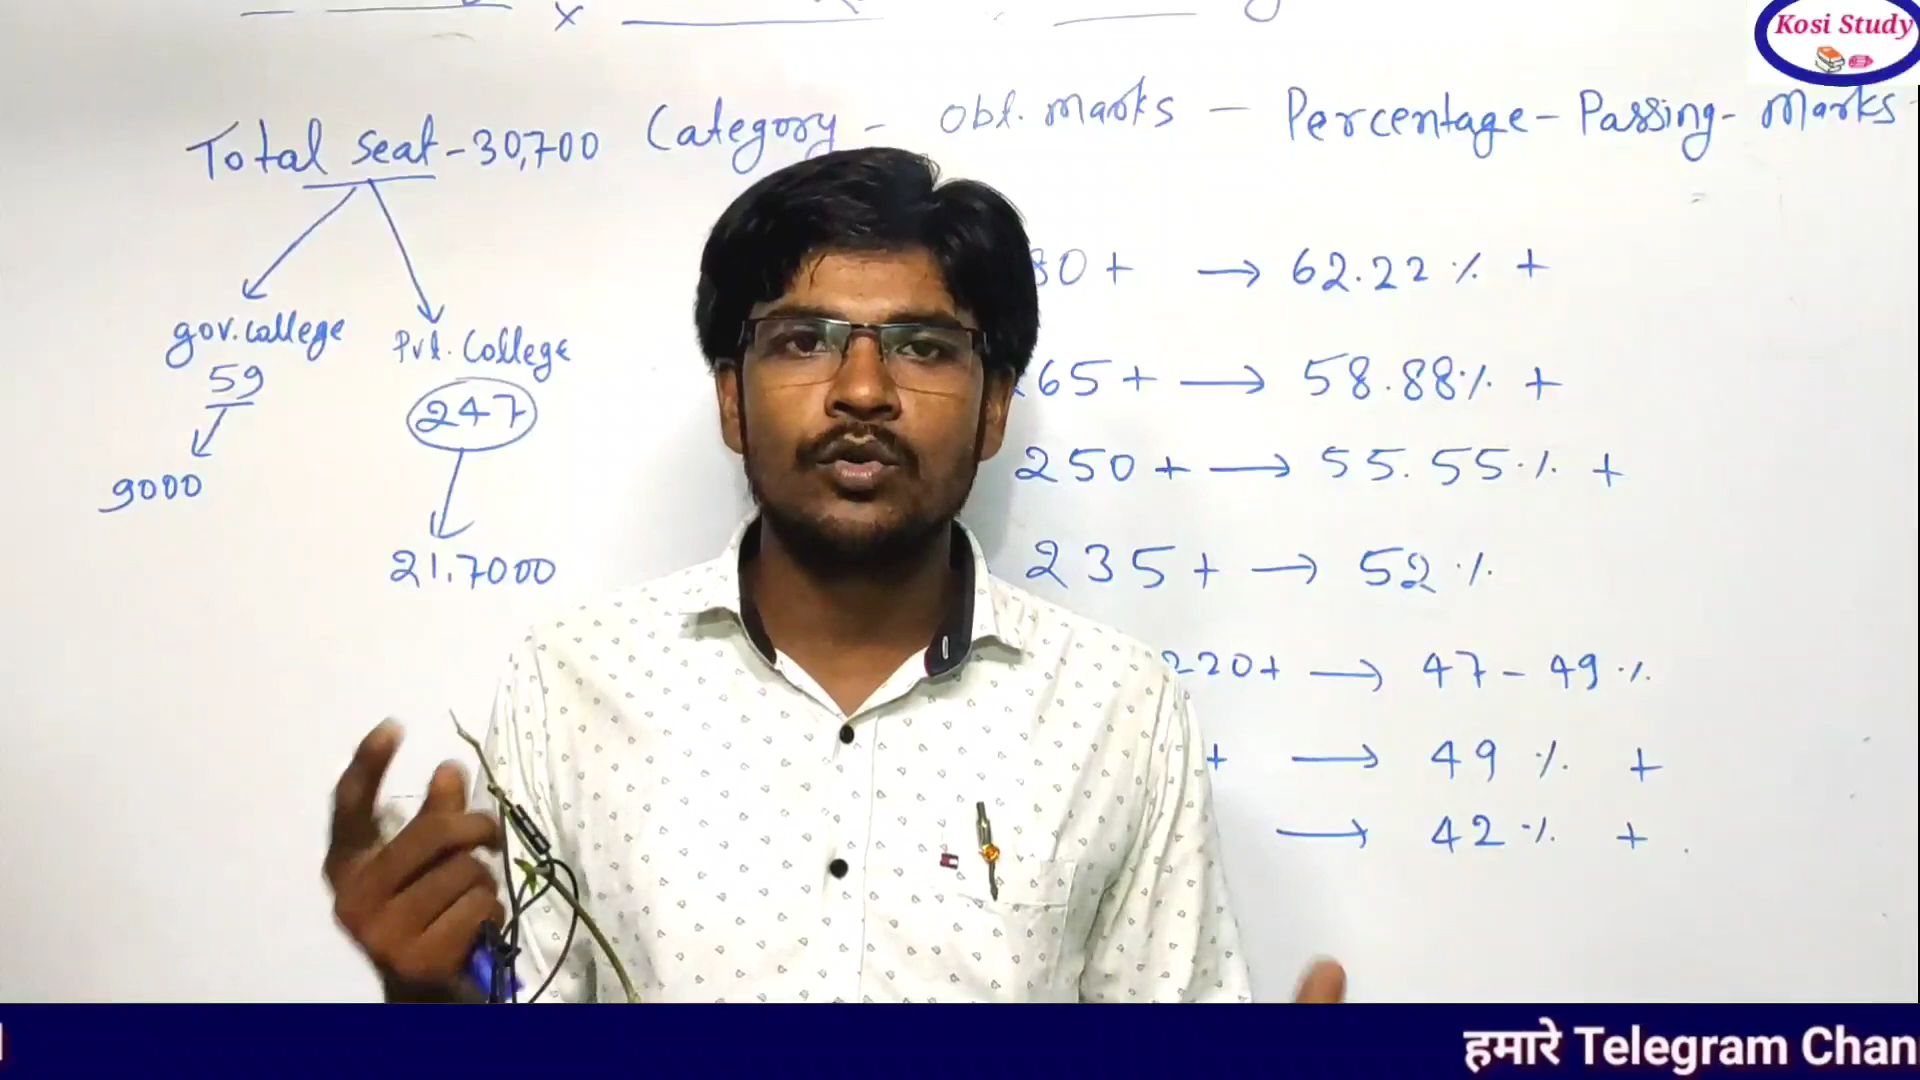 Kosi Study
Total seat - 30,700 Category - Obt. marks - Percentage - Passing - Marks -
80+ → 62.22% +
gov. college
59
9000
Pvt. College
247
21.7000
265+ → 58.88% +
250+ → 55.55% +
235+ → 52%
220+ → 47 - 49%
+ → 49% +
→ 42% +
हमारे Telegram Chan